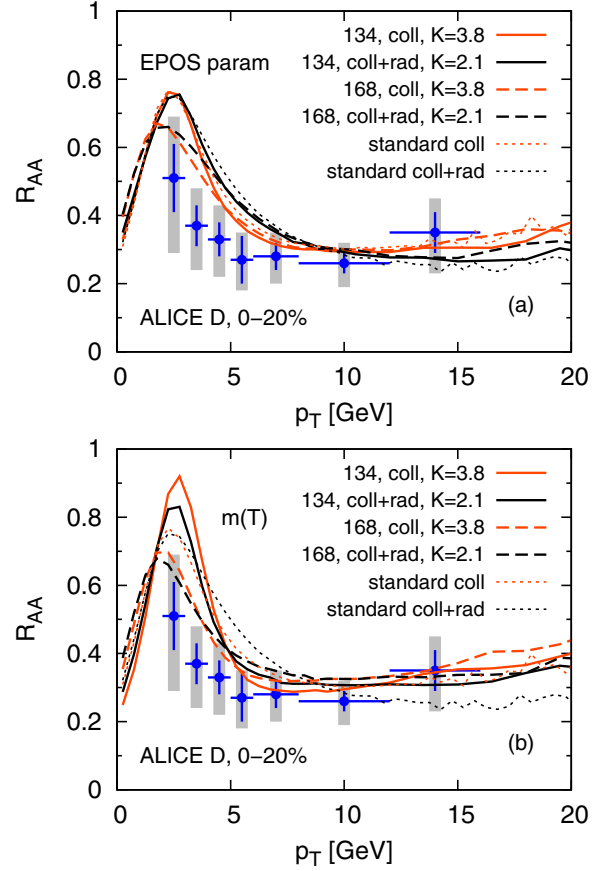 134, coll, K=3.8
EPOS param
134, coll+rad, K=2.1
168, coll, K=3.8
168, coll+rad, K=2.1
standard coll
standard coll+rad
R_AA
1
0.8
0.6
0.4
0.2
0
(a)
ALICE D, 0–20%
0 5 10 15 20
p_T [GeV]
134, coll, K=3.8
134, coll+rad, K=2.1
m(T)
168, coll, K=3.8
168, coll+rad, K=2.1
standard coll
standard coll+rad
R_AA
1
0.8
0.6
0.4
0.2
0
(b)
ALICE D, 0–20%
0 5 10 15 20
p_T [GeV]